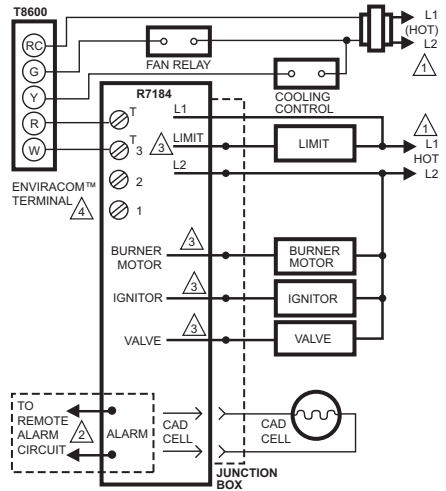 T8600
RC
G
Y
R
W
L1
(HOT)
L2
1
FAN RELAY
COOLING
CONTROL
R7184
T
T
3
2
1
L1
3
LIMIT
L2
LIMIT
1
L1
HOT
L2
ENVIRACOM™
TERMINAL
4
BURNER
MOTOR
3
BURNER
MOTOR
IGNITOR
3
IGNITOR
VALVE
3
VALVE
TO
REMOTE
ALARM
CIRCUIT
2
ALARM
CAD
CELL
CAD
CELL
JUNCTION
BOX